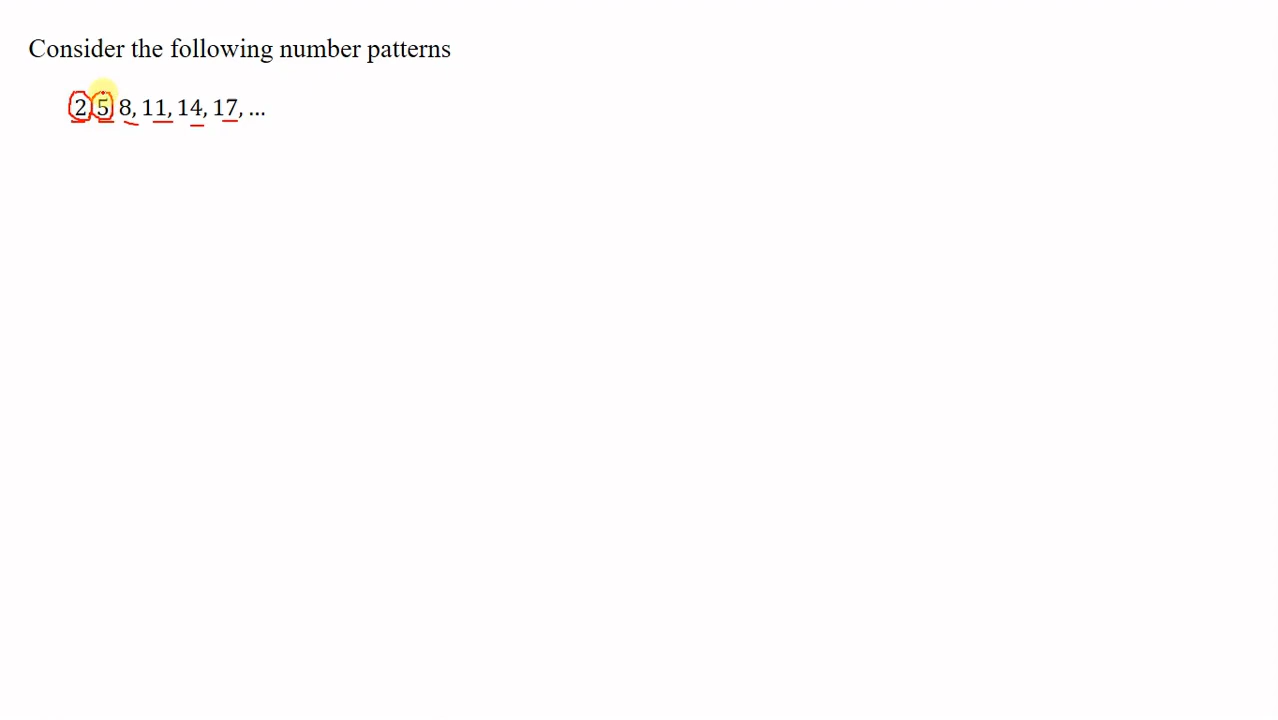 Consider the following number patterns
2, 5, 8, 11, 14, 17, …